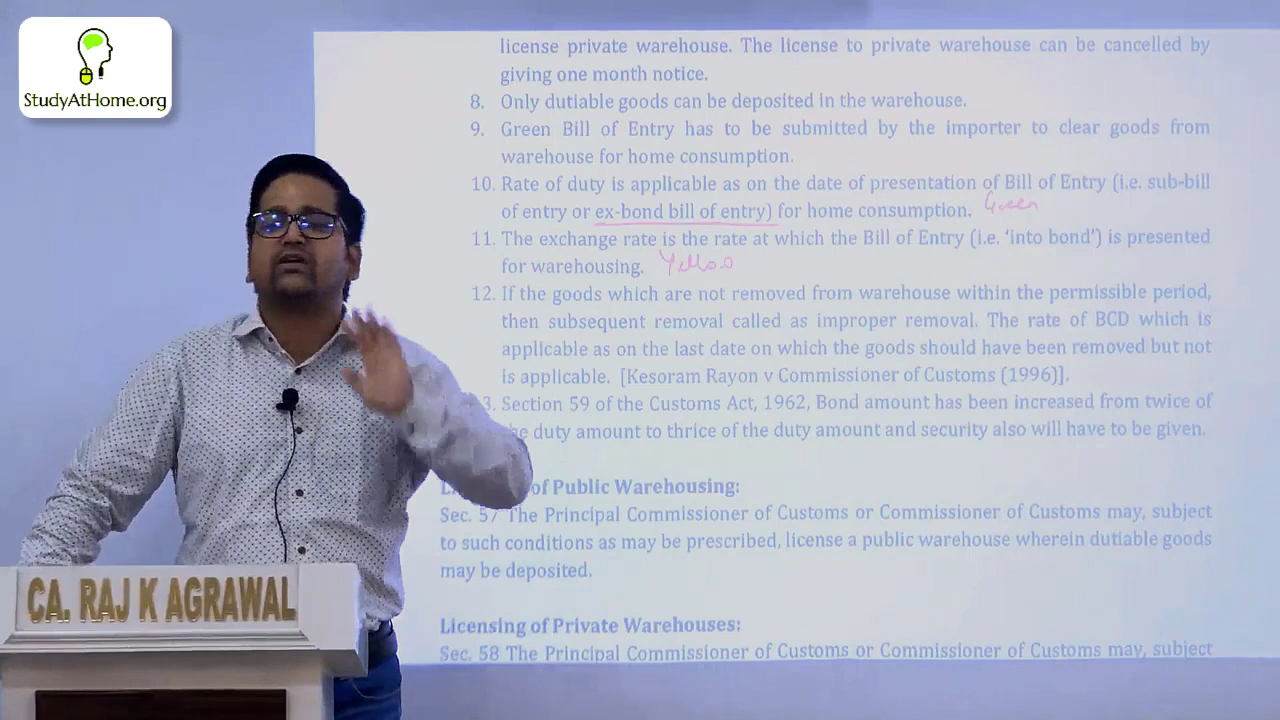 StudyAtHome.org
license private warehouse. The license to private warehouse can be cancelled by
giving one month notice.
8. Only dutiable goods can be deposited in the warehouse.
9. Green Bill of Entry has to be submitted by the importer to clear goods from
warehouse for home consumption.
10. Rate of duty is applicable as on the date of presentation of Bill of Entry (i.e. sub-bill
of entry or ex-bond bill of entry) for home consumption. Green
11. The exchange rate is the rate at which the Bill of Entry (i.e. ‘into bond’) is presented
for warehousing. Yellow
12. If the goods which are not removed from warehouse within the permissible period,
then subsequent removal called as improper removal. The rate of BCD which is
applicable as on the last date on which the goods should have been removed but not
is applicable. [Kesoram Rayon v Commissioner of Customs (1996)].
3. Section 59 of the Customs Act, 1962, Bond amount has been increased from twice of
he duty amount to thrice of the duty amount and security also will have to be given.
of Public Warehousing:
Sec. 57 The Principal Commissioner of Customs or Commissioner of Customs may, subject
to such conditions as may be prescribed, license a public warehouse wherein dutiable goods
may be deposited.
Licensing of Private Warehouses:
Sec. 58 The Principal Commissioner of Customs or Commissioner of Customs may, subject
CA. RAJ K AGRAWAL